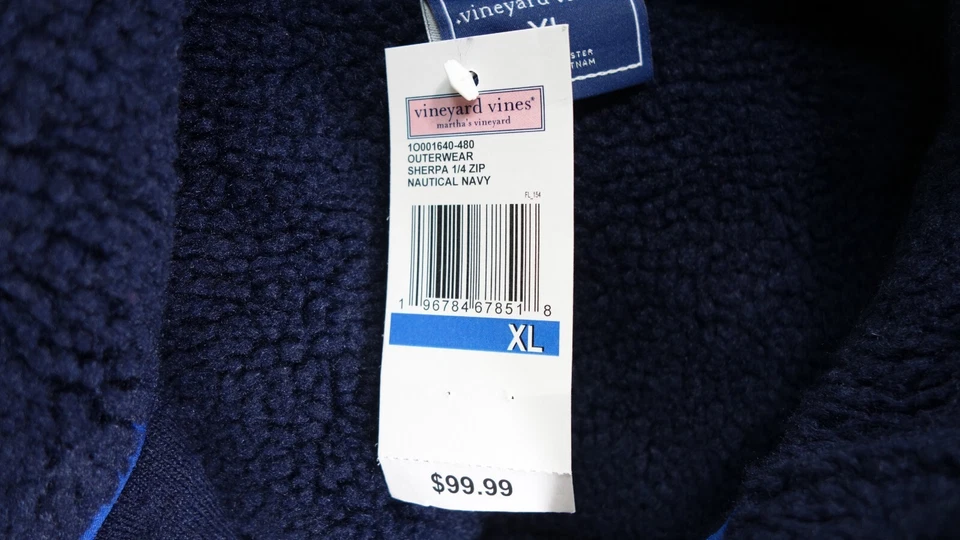 .vineyard
XL
vineyard vines*
martha's vineyard
1O001640-480
OUTERWEAR
SHERPA 1/4 ZIP
NAUTICAL NAVY
FL_154
1 96784 67851 8
XL
$99.99